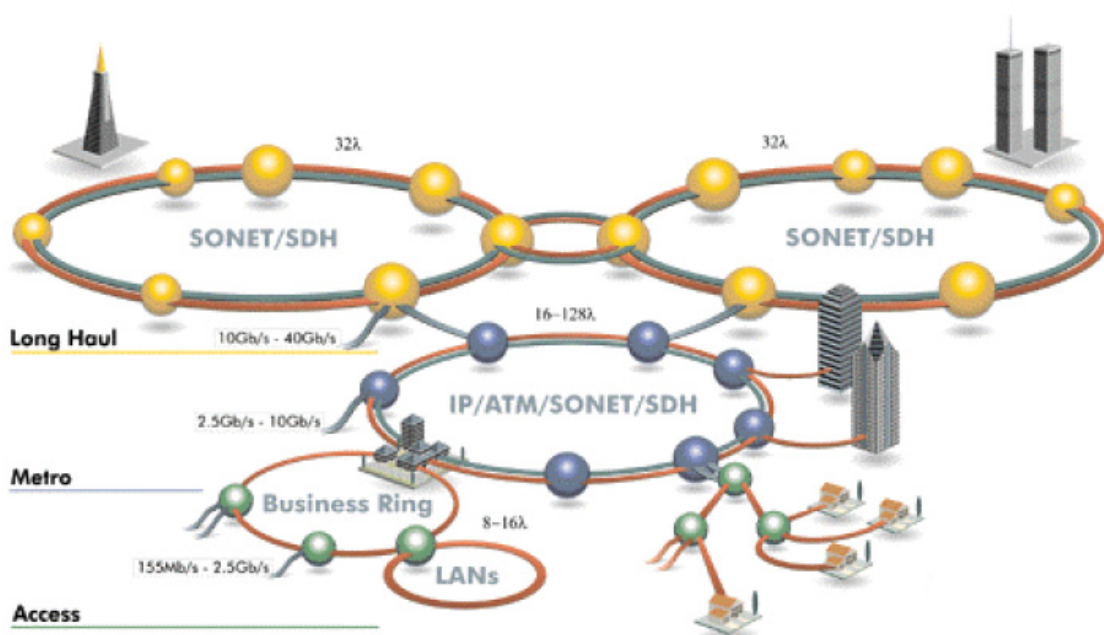 32λ
32λ
SONET/SDH
SONET/SDH
16-128λ
Long Haul
10Gb/s - 40Gb/s
IP/ATM/SONET/SDH
2.5Gb/s - 10Gb/s
Metro
Business Ring
8-16λ
155Mb/s - 2.5Gb/s
LANs
Access